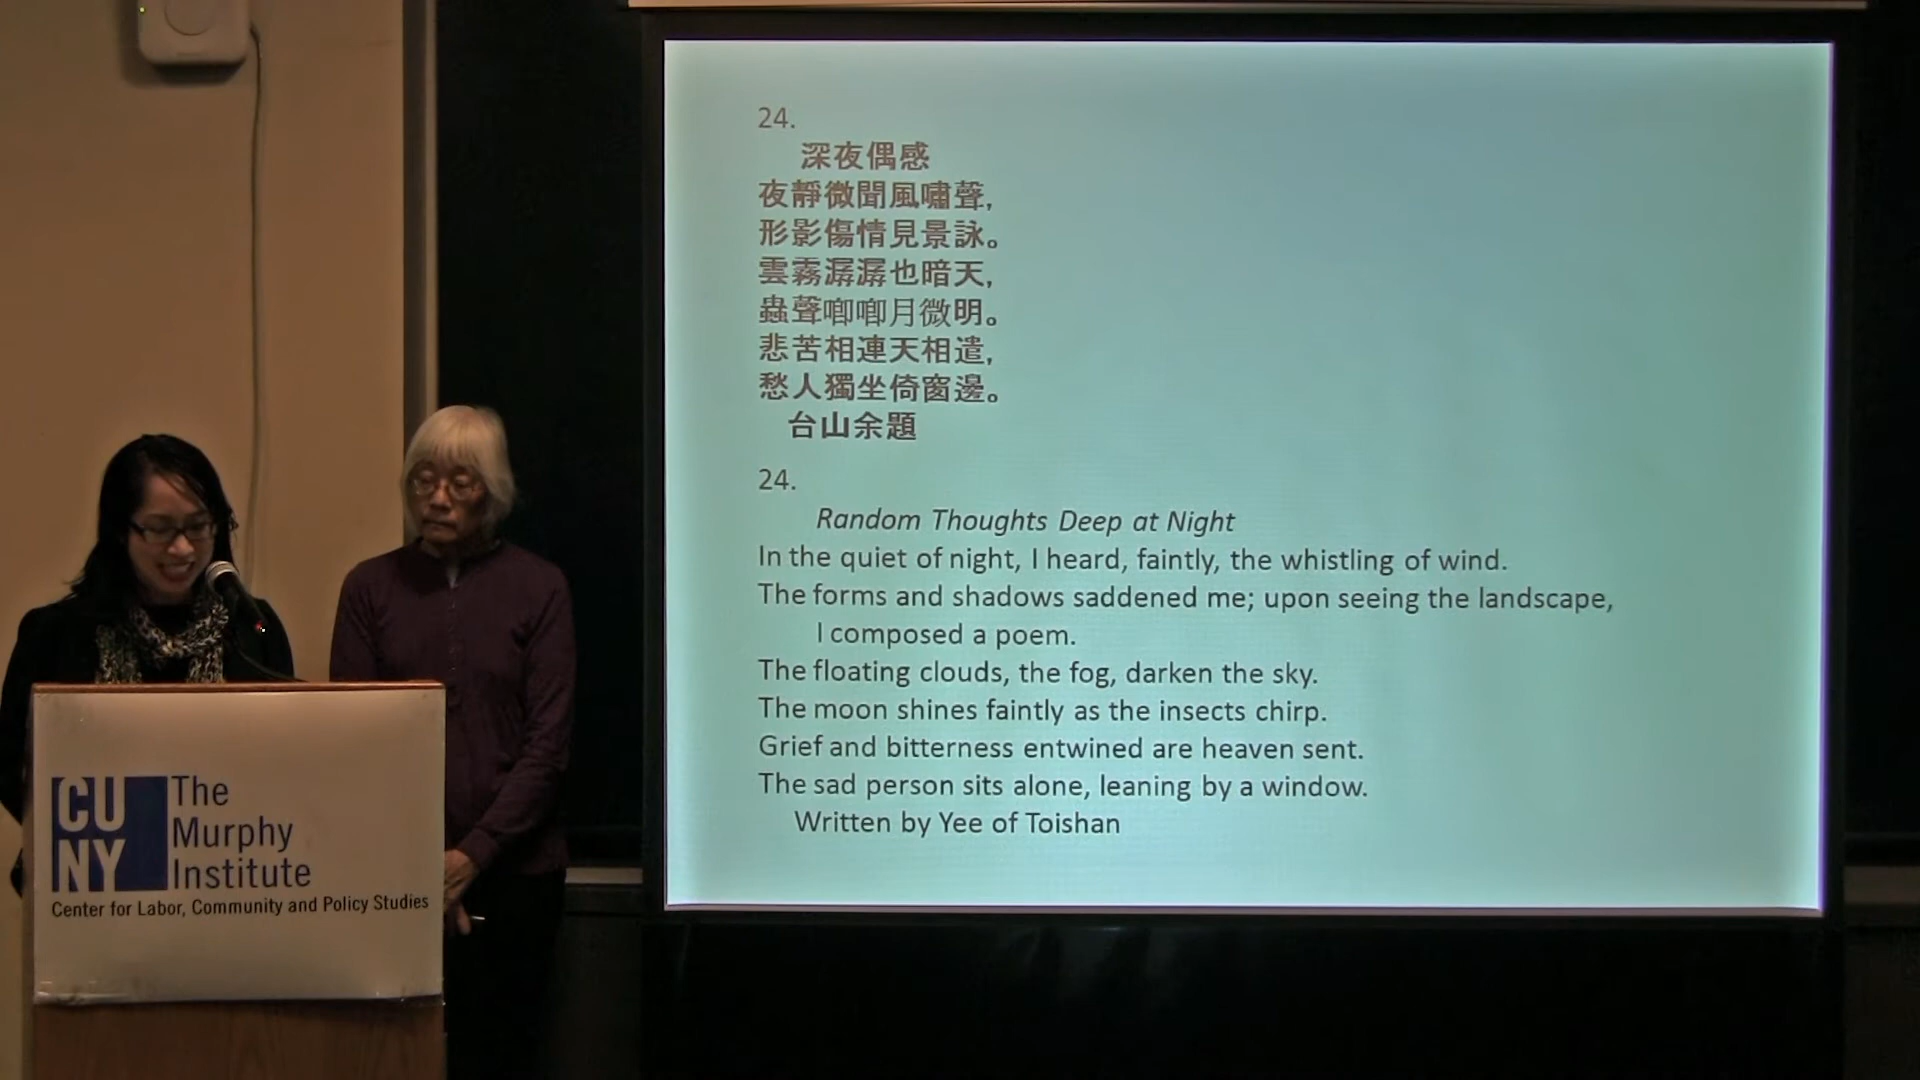 24.
深夜偶感
夜靜微聞風嘯聲,
形影傷情見景詠。
雲霧潺潺也暗天,
蟲聲唧唧月微明。
悲苦相連天相遣,
愁人獨坐倚窗邊。
台山余題
24.
Random Thoughts Deep at Night
In the quiet of night, I heard, faintly, the whistling of wind.
The forms and shadows saddened me; upon seeing the landscape,
I composed a poem.
The floating clouds, the fog, darken the sky.
The moon shines faintly as the insects chirp.
Grief and bitterness entwined are heaven sent.
The sad person sits alone, leaning by a window.
Written by Yee of Toishan
CU
NY
The
Murphy
Institute
Center for Labor, Community and Policy Studies